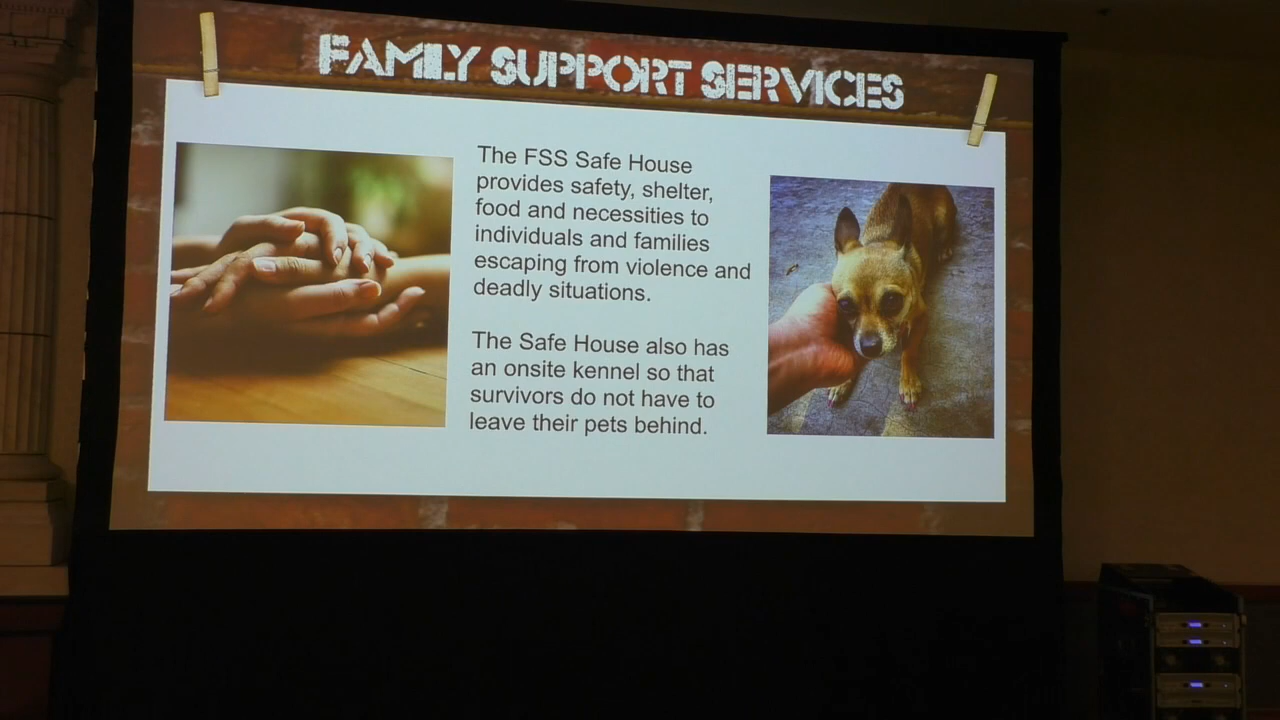 FAMILY SUPPORT SERVICES
The FSS Safe House
provides safety, shelter,
food and necessities to
individuals and families
escaping from violence and
deadly situations.
The Safe House also has
an onsite kennel so that
survivors do not have to
leave their pets behind.